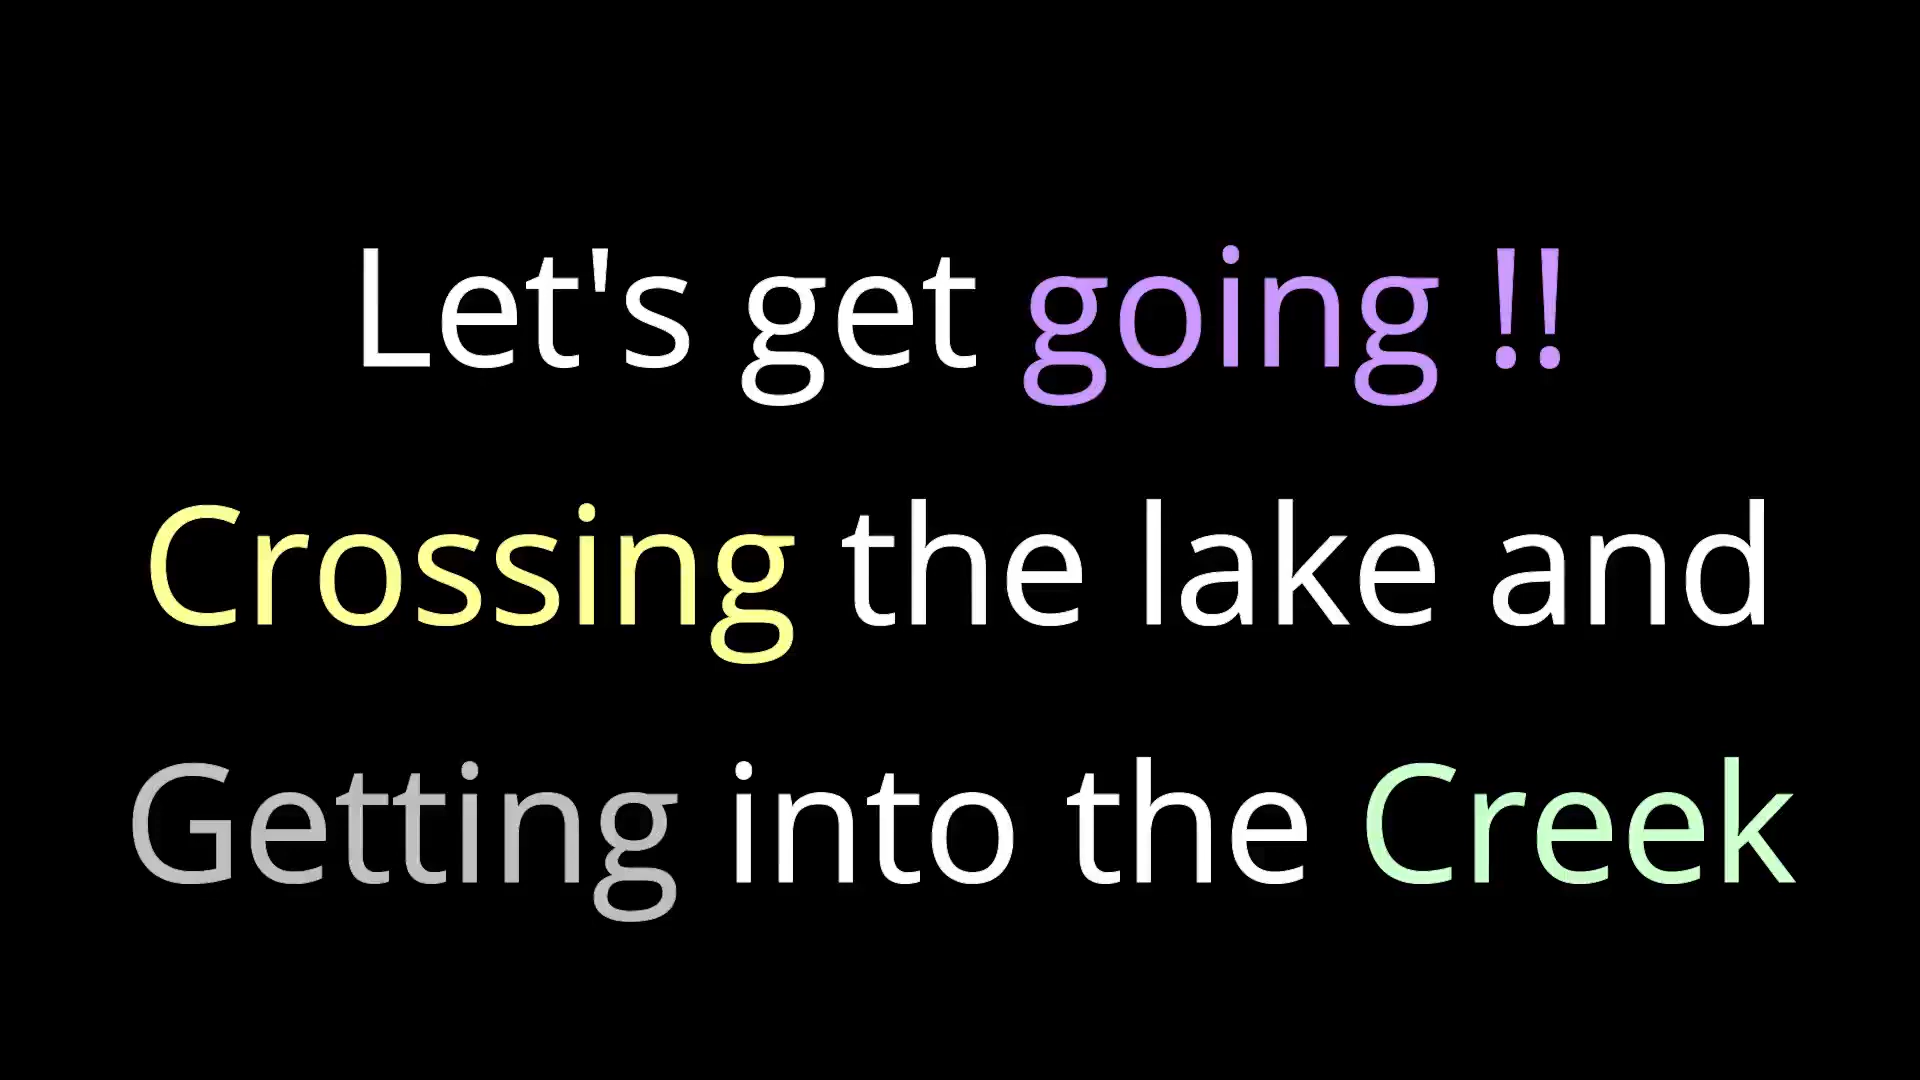 Let's get going !!
Crossing the lake and
Getting into the Creek